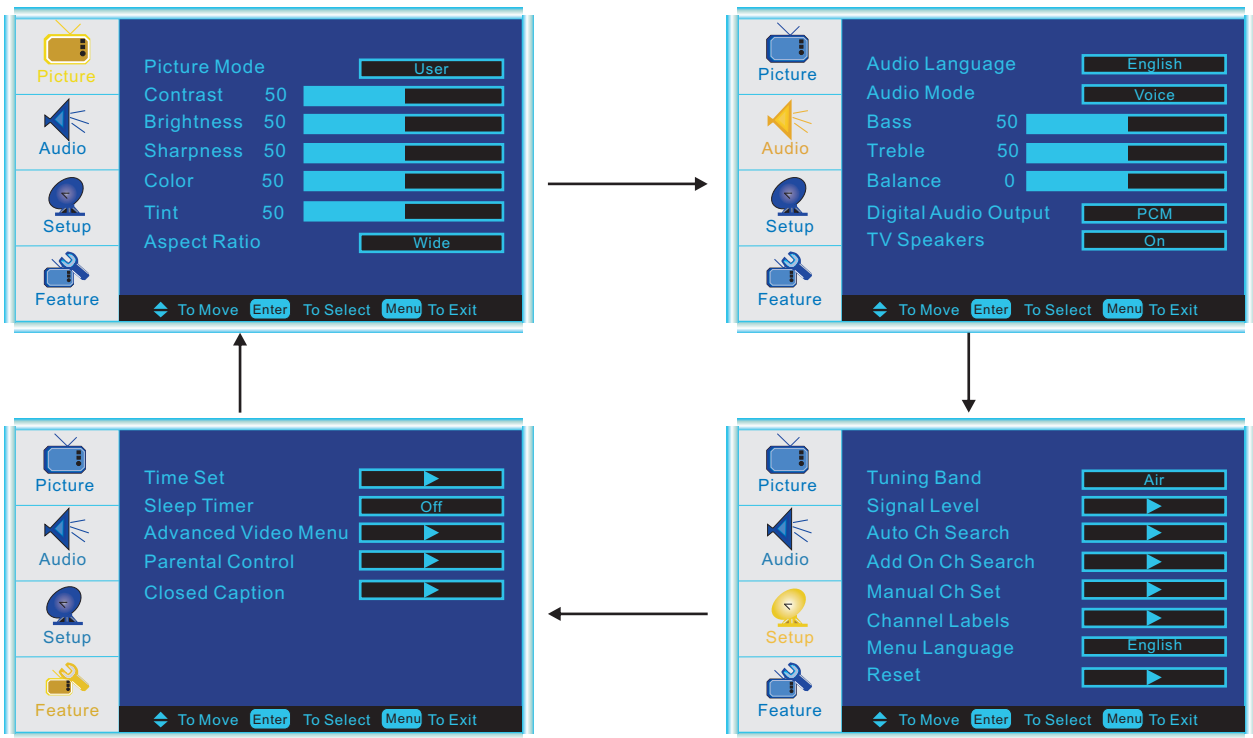 Picture
Audio
Setup
Feature
Picture Mode User
Contrast 50
Brightness 50
Sharpness 50
Color 50
Tint 50
Aspect Ratio Wide
To Move Enter To Select Menu To Exit
Picture
Audio
Setup
Feature
Audio Language English
Audio Mode Voice
Bass 50
Treble 50
Balance 0
Digital Audio Output PCM
TV Speakers On
To Move Enter To Select Menu To Exit
Picture
Audio
Setup
Feature
Time Set
Sleep Timer Off
Advanced Video Menu
Parental Control
Closed Caption
To Move Enter To Select Menu To Exit
Picture
Audio
Setup
Feature
Tuning Band Air
Signal Level
Auto Ch Search
Add On Ch Search
Manual Ch Set
Channel Labels
Menu Language English
Reset
To Move Enter To Select Menu To Exit